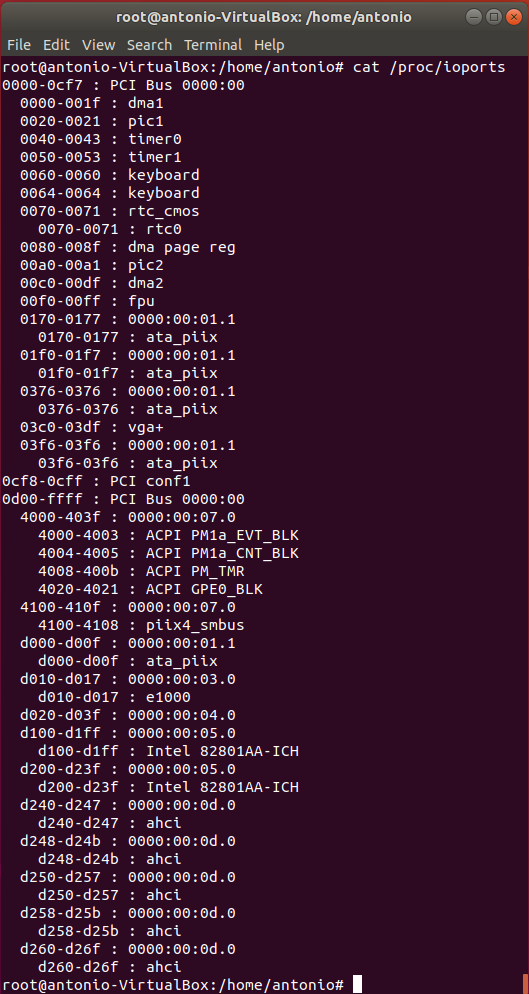 root@antonio-VirtualBox: /home/antonio
File Edit View Search Terminal Help
root@antonio-VirtualBox:/home/antonio# cat /proc/ioports
0000-0cf7 : PCI Bus 0000:00
  0000-001f : dma1
  0020-0021 : pic1
  0040-0043 : timer0
  0050-0053 : timer1
  0060-0060 : keyboard
  0064-0064 : keyboard
  0070-0071 : rtc_cmos
    0070-0071 : rtc0
  0080-008f : dma page reg
  00a0-00a1 : pic2
  00c0-00df : dma2
  00f0-00ff : fpu
  0170-0177 : 0000:00:01.1
    0170-0177 : ata_piix
  01f0-01f7 : 0000:00:01.1
    01f0-01f7 : ata_piix
  0376-0376 : 0000:00:01.1
    0376-0376 : ata_piix
  03c0-03df : vga+
  03f6-03f6 : 0000:00:01.1
    03f6-03f6 : ata_piix
0cf8-0cff : PCI conf1
0d00-ffff : PCI Bus 0000:00
  4000-403f : 0000:00:07.0
    4000-4003 : ACPI PM1a_EVT_BLK
    4004-4005 : ACPI PM1a_CNT_BLK
    4008-400b : ACPI PM_TMR
    4020-4021 : ACPI GPE0_BLK
  4100-410f : 0000:00:07.0
    4100-4108 : piix4_smbus
  d000-d00f : 0000:00:01.1
    d000-d00f : ata_piix
  d010-d017 : 0000:00:03.0
    d010-d017 : e1000
  d020-d03f : 0000:00:04.0
  d100-d1ff : 0000:00:05.0
    d100-d1ff : Intel 82801AA-ICH
  d200-d23f : 0000:00:05.0
    d200-d23f : Intel 82801AA-ICH
  d240-d247 : 0000:00:0d.0
    d240-d247 : ahci
  d248-d24b : 0000:00:0d.0
    d248-d24b : ahci
  d250-d257 : 0000:00:0d.0
    d250-d257 : ahci
  d258-d25b : 0000:00:0d.0
    d258-d25b : ahci
  d260-d26f : 0000:00:0d.0
    d260-d26f : ahci
root@antonio-VirtualBox:/home/antonio#